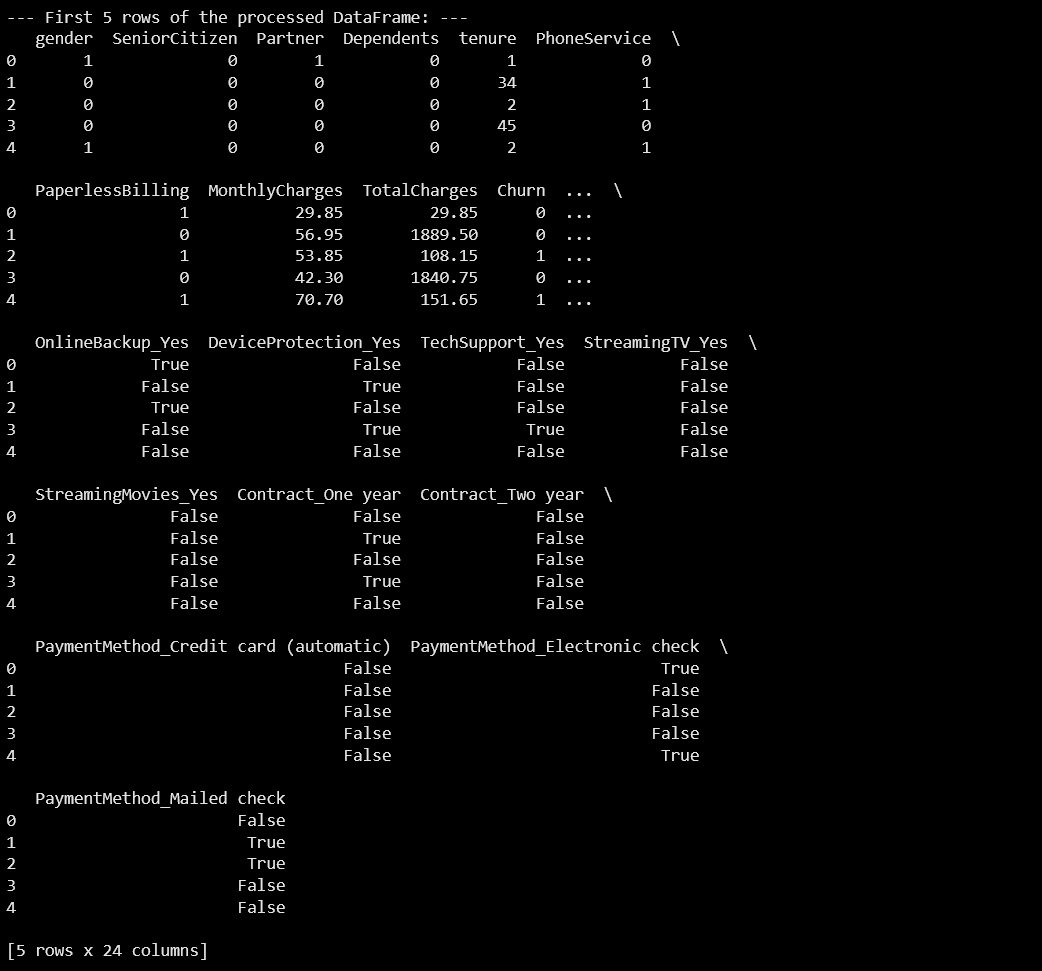 --- First 5 rows of the processed DataFrame: ---
   gender  SeniorCitizen  Partner  Dependents  tenure  PhoneService  \
0       1              0        1           0       1             0
1       0              0        0           0      34             1
2       0              0        0           0       2             1
3       0              0        0           0      45             0
4       1              0        0           0       2             1
   PaperlessBilling  MonthlyCharges  TotalCharges  Churn  ...  \
0                 1           29.85         29.85      0  ...
1                 0           56.95       1889.50      0  ...
2                 1           53.85        108.15      1  ...
3                 0           42.30       1840.75      0  ...
4                 1           70.70        151.65      1  ...
   OnlineBackup_Yes  DeviceProtection_Yes  TechSupport_Yes  StreamingTV_Yes  \
0              True                 False            False            False
1             False                  True            False            False
2              True                 False            False            False
3             False                  True             True            False
4             False                 False            False            False
   StreamingMovies_Yes  Contract_One year  Contract_Two year  \
0                False              False              False
1                False               True              False
2                False              False              False
3                False               True              False
4                False              False              False
   PaymentMethod_Credit card (automatic)  PaymentMethod_Electronic check  \
0                                  False                            True
1                                  False                           False
2                                  False                           False
3                                  False                           False
4                                  False                            True
   PaymentMethod_Mailed check
0                       False
1                        True
2                        True
3                       False
4                       False
[5 rows x 24 columns]